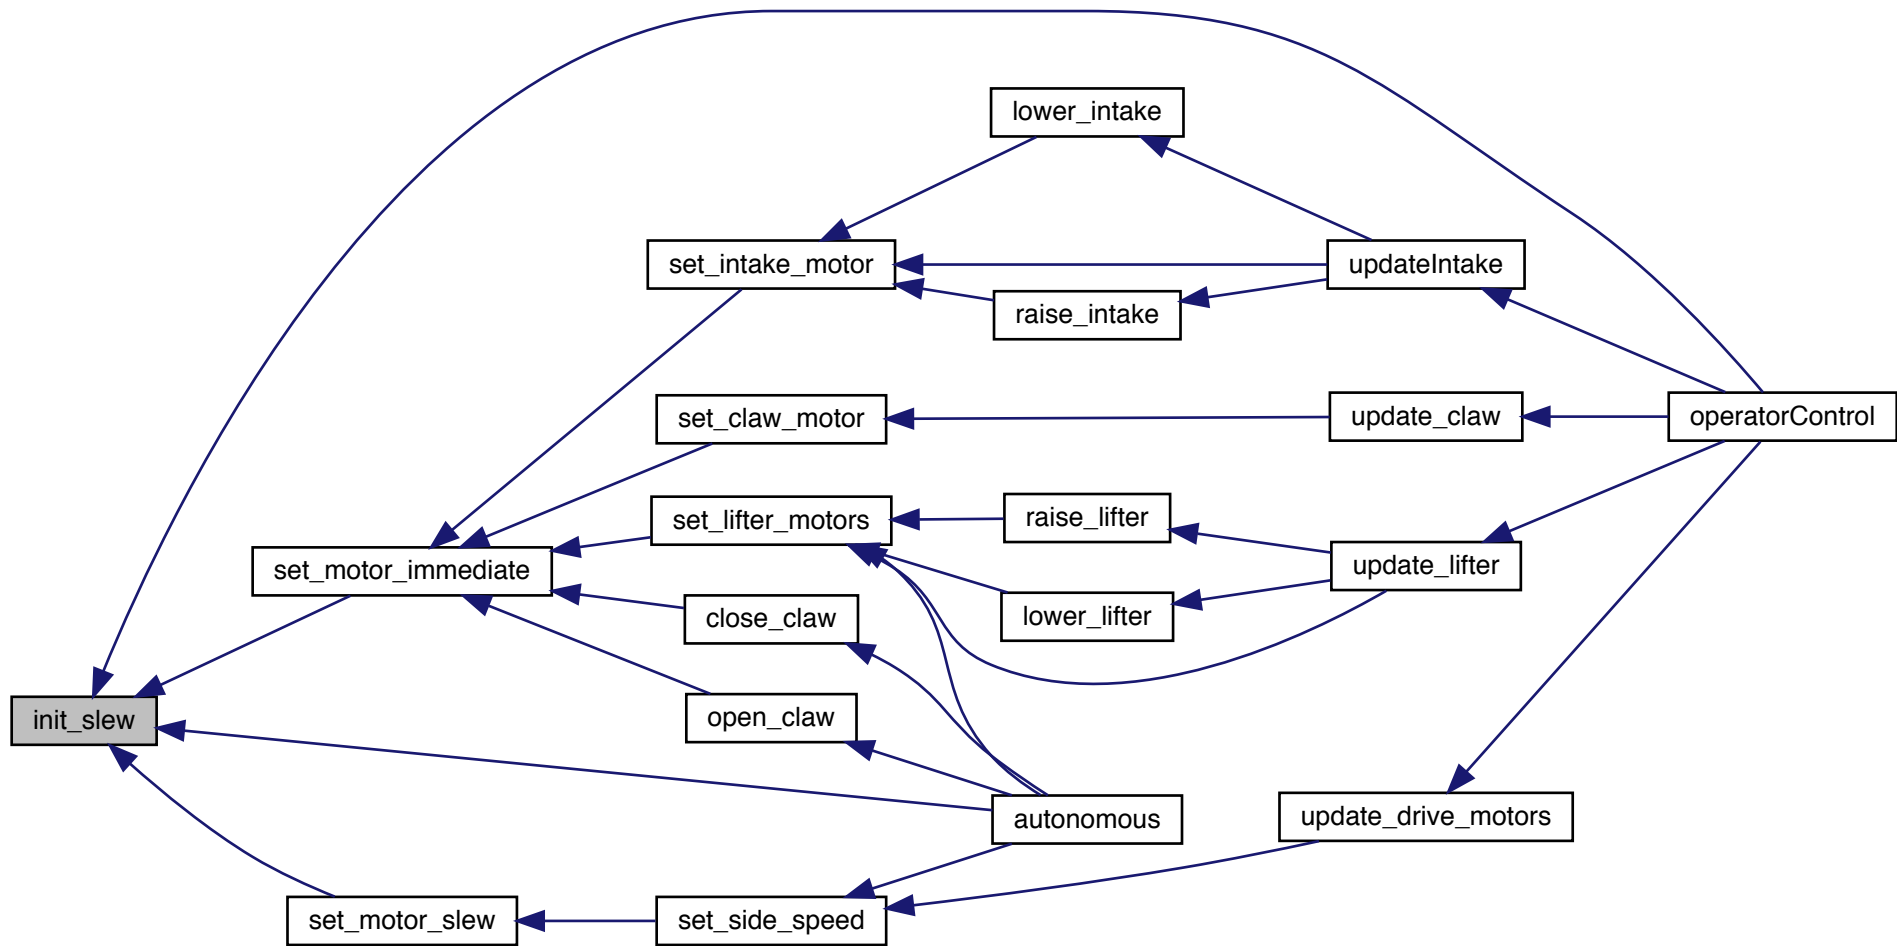 lower_intake
set_intake_motor
updateIntake
raise_intake
set_claw_motor
update_claw
operatorControl
set_lifter_motors
raise_lifter
set_motor_immediate
update_lifter
close_claw
lower_lifter
init_slew
open_claw
autonomous
update_drive_motors
set_motor_slew
set_side_speed